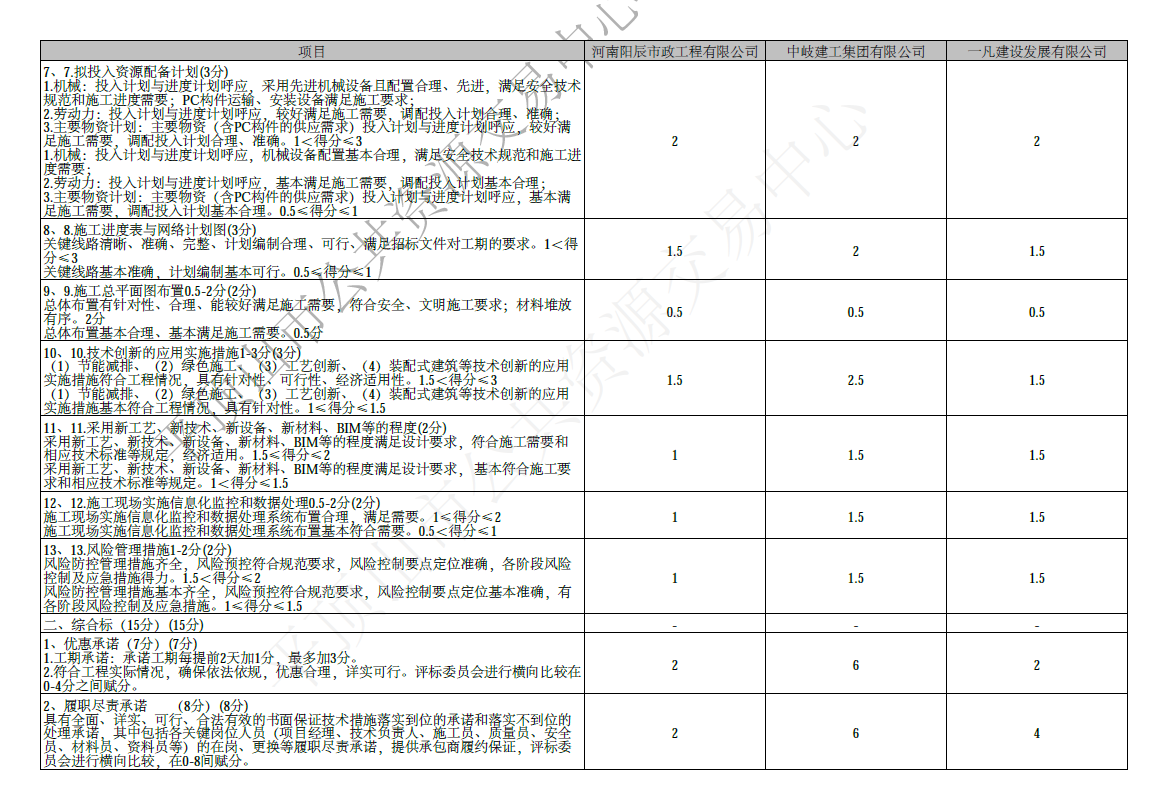 项目 河南阳辰市政工程有限公司 中岐建工集团有限公司 一凡建设发展有限公司
7、7.拟投入资源配备计划(3分)
1.机械：投入计划与进度计划呼应，采用先进机械设备且配置合理、先进，满足安全技术
规范和施工进度需要；PC构件运输、安装设备满足施工要求；
2.劳动力：投入计划与进度计划呼应，较好满足施工需要，调配投入计划合理、准确；
3.主要物资计划：主要物资（含PC构件的供应需求）投入计划与进度计划呼应，较好满
足施工需要，调配投入计划合理、准确。1＜得分≤3
1.机械：投入计划与进度计划呼应，机械设备配置基本合理，满足安全技术规范和施工进
度需要；
2.劳动力：投入计划与进度计划呼应，基本满足施工需要，调配投入计划基本合理；
3.主要物资计划：主要物资（含PC构件的供应需求）投入计划与进度计划呼应，基本满
足施工需要，调配投入计划基本合理。0.5≤得分≤1
2 2 2
8、8.施工进度表与网络计划图(3分)
关键线路清晰、准确、完整、计划编制合理、可行、满足招标文件对工期的要求。1＜得
分≤3
关键线路基本准确，计划编制基本可行。0.5≤得分≤1
1.5 2 1.5
9、9.施工总平面图布置0.5-2分(2分)
总体布置有针对性、合理、能较好满足施工需要，符合安全、文明施工要求；材料堆放
有序。2分
总体布置基本合理、基本满足施工需要。0.5分
0.5 0.5 0.5
10、10.技术创新的应用实施措施1-3分(3分)
（1）节能减排、（2）绿色施工、（3）工艺创新、（4）装配式建筑等技术创新的应用
实施措施符合工程情况，具有针对性、可行性、经济适用性。1.5＜得分≤3
（1）节能减排、（2）绿色施工、（3）工艺创新、（4）装配式建筑等技术创新的应用
实施措施基本符合工程情况，具有针对性。1≤得分≤1.5
1.5 2.5 1.5
11、11.采用新工艺、新技术、新设备、新材料、BIM等的程度(2分)
采用新工艺、新技术、新设备、新材料、BIM等的程度满足设计要求，符合施工需要和
相应技术标准等规定，经济适用。1.5≤得分≤2
采用新工艺、新技术、新设备、新材料、BIM等的程度满足设计要求， 基本符合施工要
求和相应技术标准等规定。1＜得分≤1.5
1 1.5 1.5
12、12.施工现场实施信息化监控和数据处理0.5-2分(2分)
施工现场实施信息化监控和数据处理系统布置合理，满足需要。1≤得分≤2
施工现场实施信息化监控和数据处理系统布置基本符合需要。0.5＜得分≤1
1 1.5 1.5
13、13.风险管理措施1-2分(2分)
风险防控管理措施齐全，风险预控符合规范要求，风险控制要点定位准确，各阶段风险
控制及应急措施得力。1.5＜得分≤2
风险防控管理措施基本齐全，风险预控符合规范要求，风险控制要点定位基本准确，有
各阶段风险控制及应急措施。1≤得分≤1.5
1 1.5 1.5
二、综合标（15分）(15分) - - -
1、优惠承诺（7分）(7分)
1.工期承诺：承诺工期每提前2天加1分，最多加3分。
2.符合工程实际情况，确保依法依规，优惠合理，详实可行。评标委员会进行横向比较在
0-4分之间赋分。
2 6 2
2、履职尽责承诺 （8分）(8分)
具有全面、详实、可行、合法有效的书面保证技术措施落实到位的承诺和落实不到位的
处理承诺，其中包括各关键岗位人员（项目经理、技术负责人、施工员、质量员、安全
员、材料员、资料员等）的在岗、更换等履职尽责承诺，提供承包商履约保证，评标委
员会进行横向比较，在0-8间赋分。
2 6 4
平顶山市公共资源交易中心
平顶山市公共资源交易中心